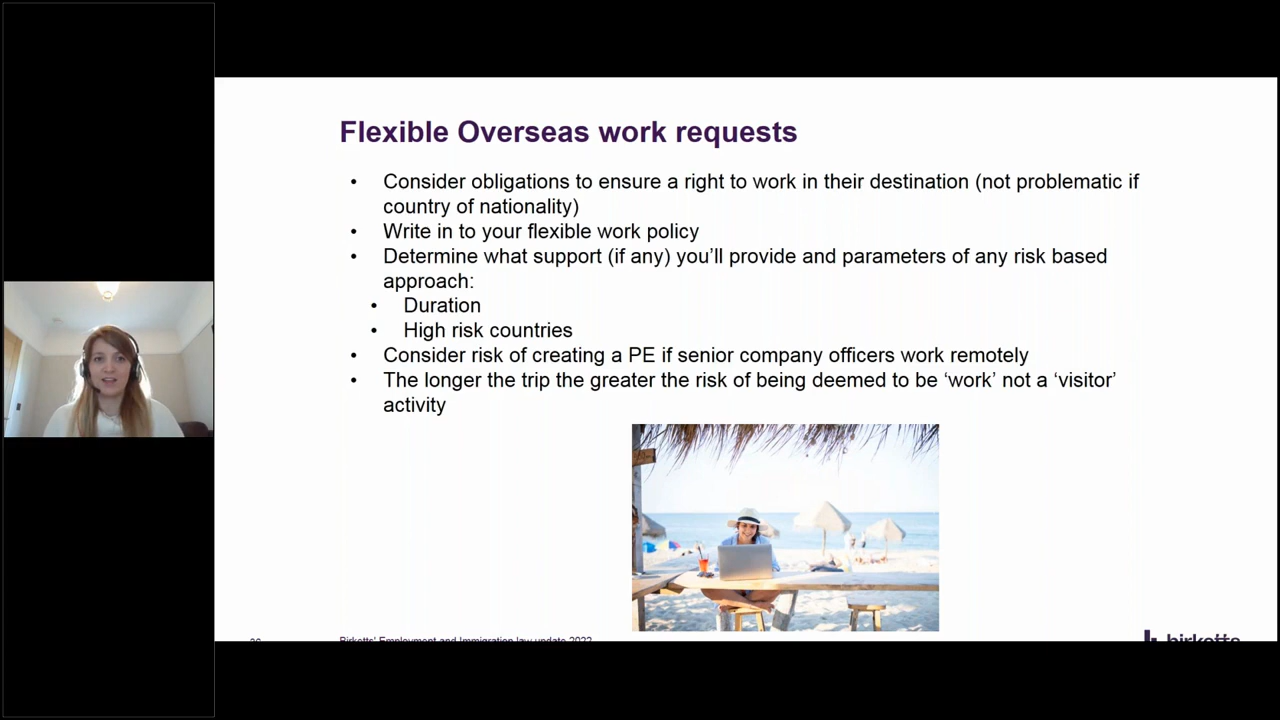 Flexible Overseas work requests
• Consider obligations to ensure a right to work in their destination (not problematic if
country of nationality)
• Write in to your flexible work policy
• Determine what support (if any) you’ll provide and parameters of any risk based
approach:
• Duration
• High risk countries
• Consider risk of creating a PE if senior company officers work remotely
• The longer the trip the greater the risk of being deemed to be ‘work’ not a ‘visitor’
activity
Birketts' Employment and Immigration law update 2022
birketts